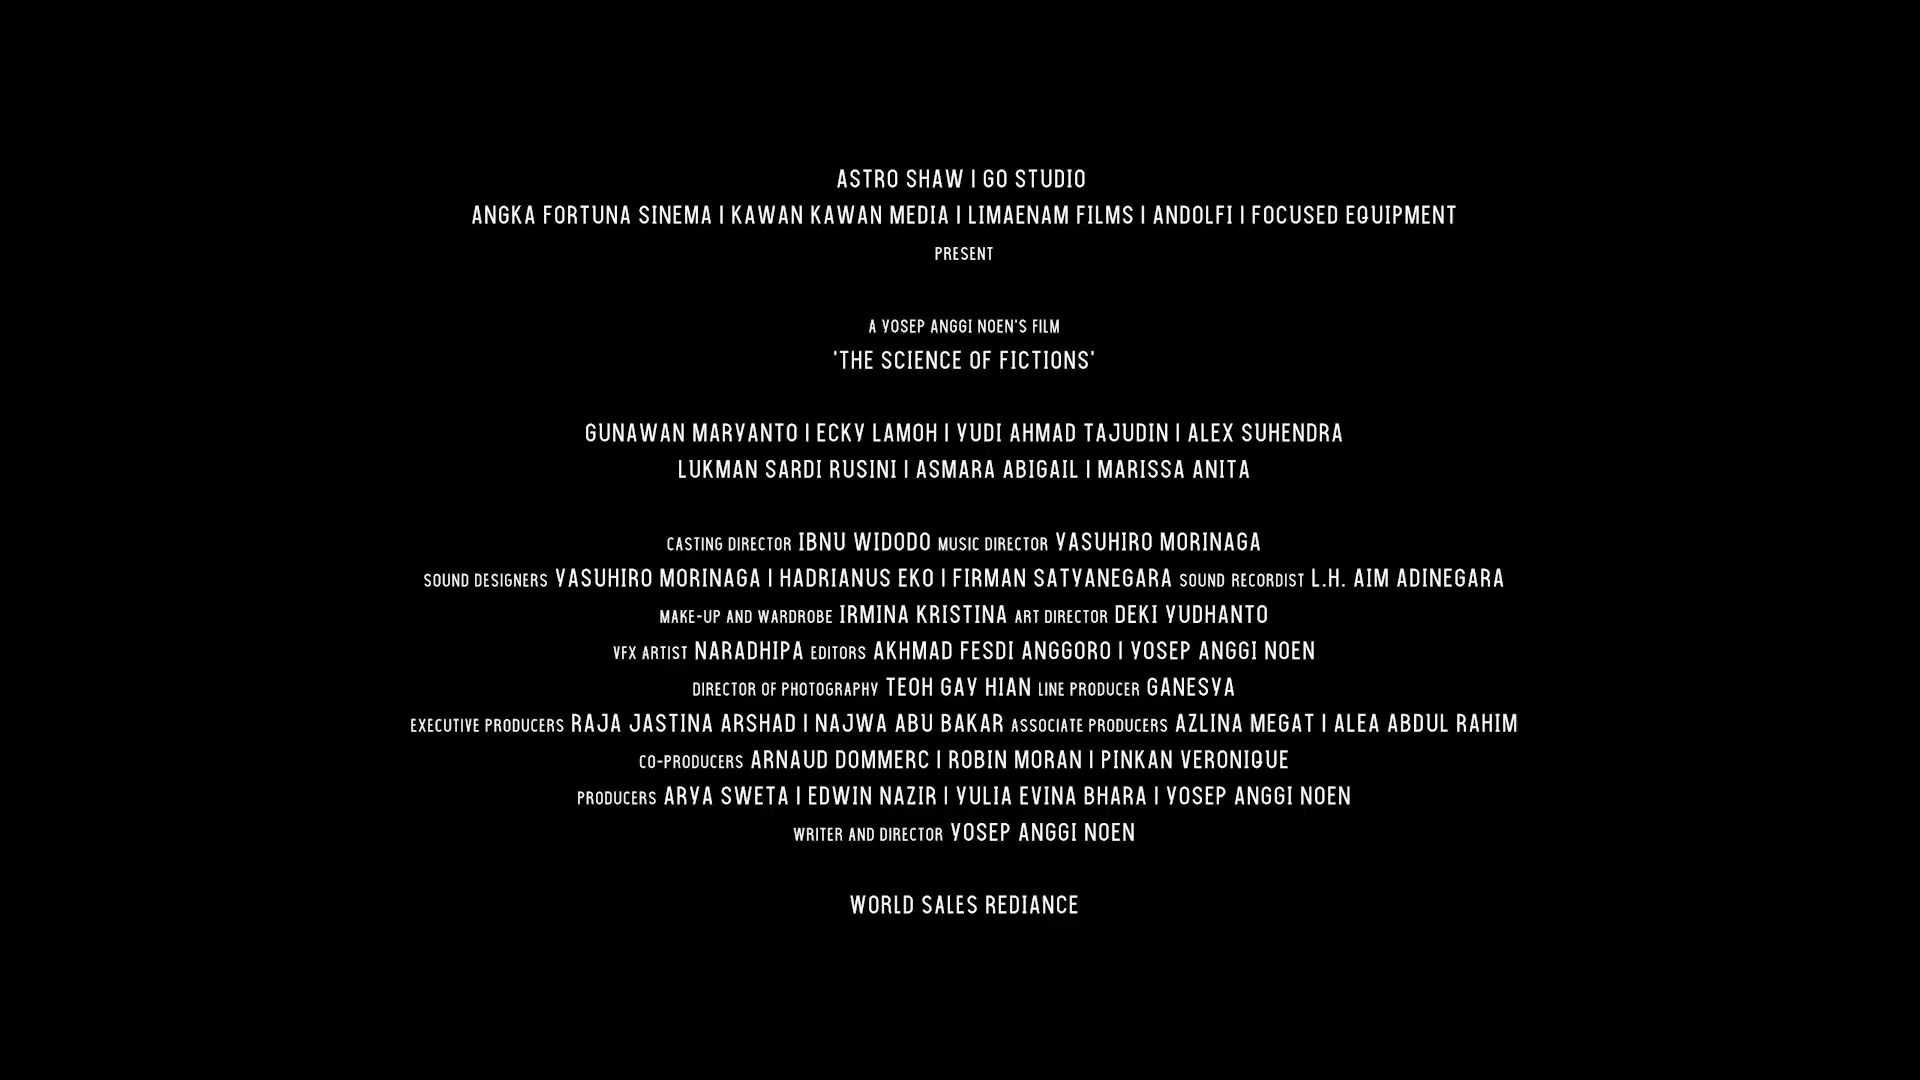 ASTRO SHAW | GO STUDIO
ANGKA FORTUNA SINEMA | KAWAN KAWAN MEDIA | LIMAENAM FILMS | ANDOLFI | FOCUSED EQUIPMENT
PRESENT
A YOSEP ANGGI NOEN'S FILM
'THE SCIENCE OF FICTIONS'
GUNAWAN MARYANTO | ECKY LAMOH | YUDI AHMAD TAJUDIN | ALEX SUHENDRA
LUKMAN SARDI RUSINI | ASMARA ABIGAIL | MARISSA ANITA
CASTING DIRECTOR IBNU WIDODO MUSIC DIRECTOR YASUHIRO MORINAGA
SOUND DESIGNERS YASUHIRO MORINAGA | HADRIANUS EKO | FIRMAN SATYANEGARA SOUND RECORDIST L.H. AIM ADINEGARA
MAKE-UP AND WARDROBE IRMINA KRISTINA ART DIRECTOR DEKI YUDHANTO
VFX ARTIST NARADHIPA EDITORS AKHMAD FESDI ANGGORO | YOSEP ANGGI NOEN
DIRECTOR OF PHOTOGRAPHY TEOH GAY HIAN LINE PRODUCER GANESYA
EXECUTIVE PRODUCERS RAJA JASTINA ARSHAD | NAJWA ABU BAKAR ASSOCIATE PRODUCERS AZLINA MEGAT | ALEA ABDUL RAHIM
CO-PRODUCERS ARNAUD DOMMERC | ROBIN MORAN | PINKAN VERONIQUE
PRODUCERS ARYA SWETA | EDWIN NAZIR | YULIA EVINA BHARA | YOSEP ANGGI NOEN
WRITER AND DIRECTOR YOSEP ANGGI NOEN
WORLD SALES REDIANCE